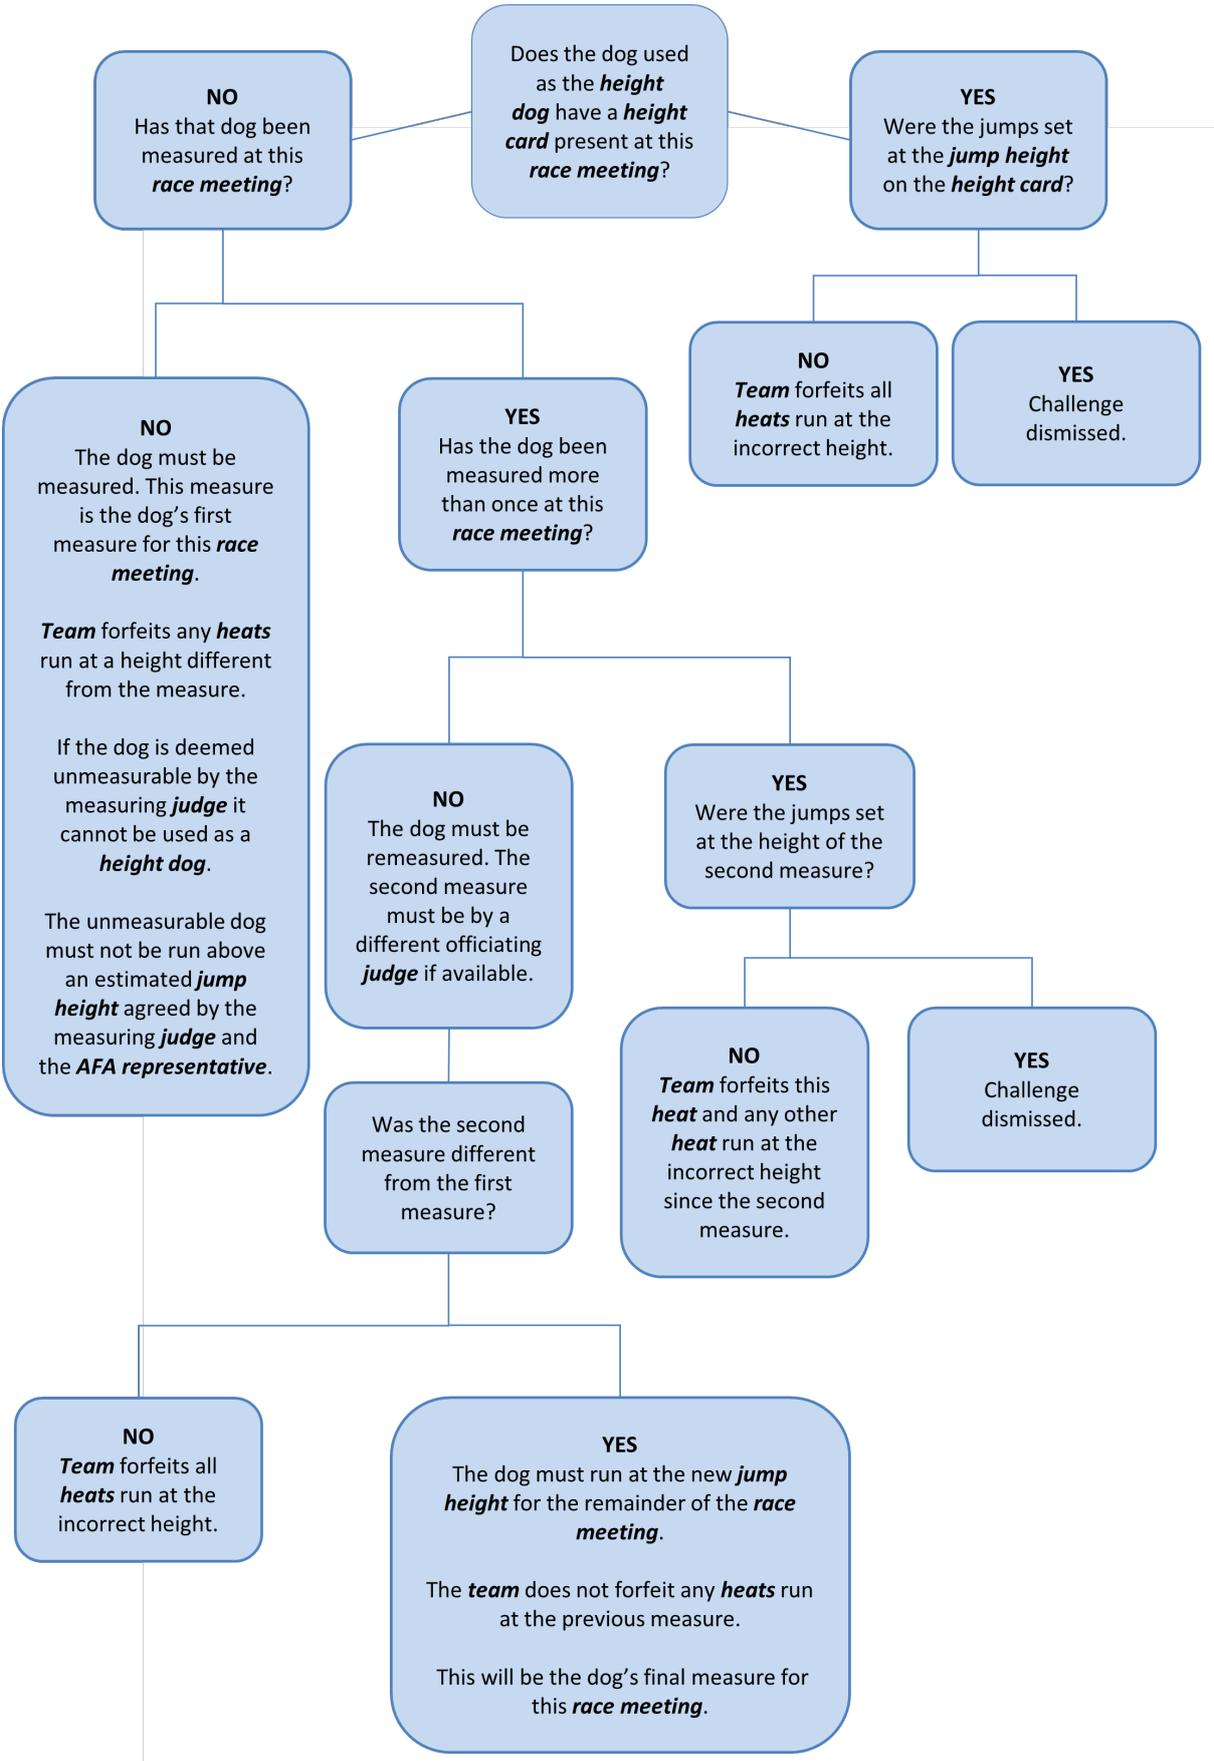 Does the dog used
as the height
dog have a height
card present at this
race meeting?
NO
Has that dog been
measured at this
race meeting?
YES
Were the jumps set
at the jump height
on the height card?
NO
Team forfeits all
heats run at the
incorrect height.
YES
Challenge
dismissed.
NO
The dog must be
measured. This measure
is the dog’s first
measure for this race
meeting.
Team forfeits any heats
run at a height different
from the measure.
If the dog is deemed
unmeasurable by the
measuring judge it
cannot be used as a
height dog.
The unmeasurable dog
must not be run above
an estimated jump
height agreed by the
measuring judge and
the AFA representative.
YES
Has the dog been
measured more
than once at this
race meeting?
NO
The dog must be
remeasured. The
second measure
must be by a
different officiating
judge if available.
YES
Were the jumps set
at the height of the
second measure?
NO
Team forfeits this
heat and any other
heat run at the
incorrect height
since the second
measure.
YES
Challenge
dismissed.
Was the second
measure different
from the first
measure?
NO
Team forfeits all
heats run at the
incorrect height.
YES
The dog must run at the new jump
height for the remainder of the race
meeting.
The team does not forfeit any heats run
at the previous measure.
This will be the dog’s final measure for
this race meeting.